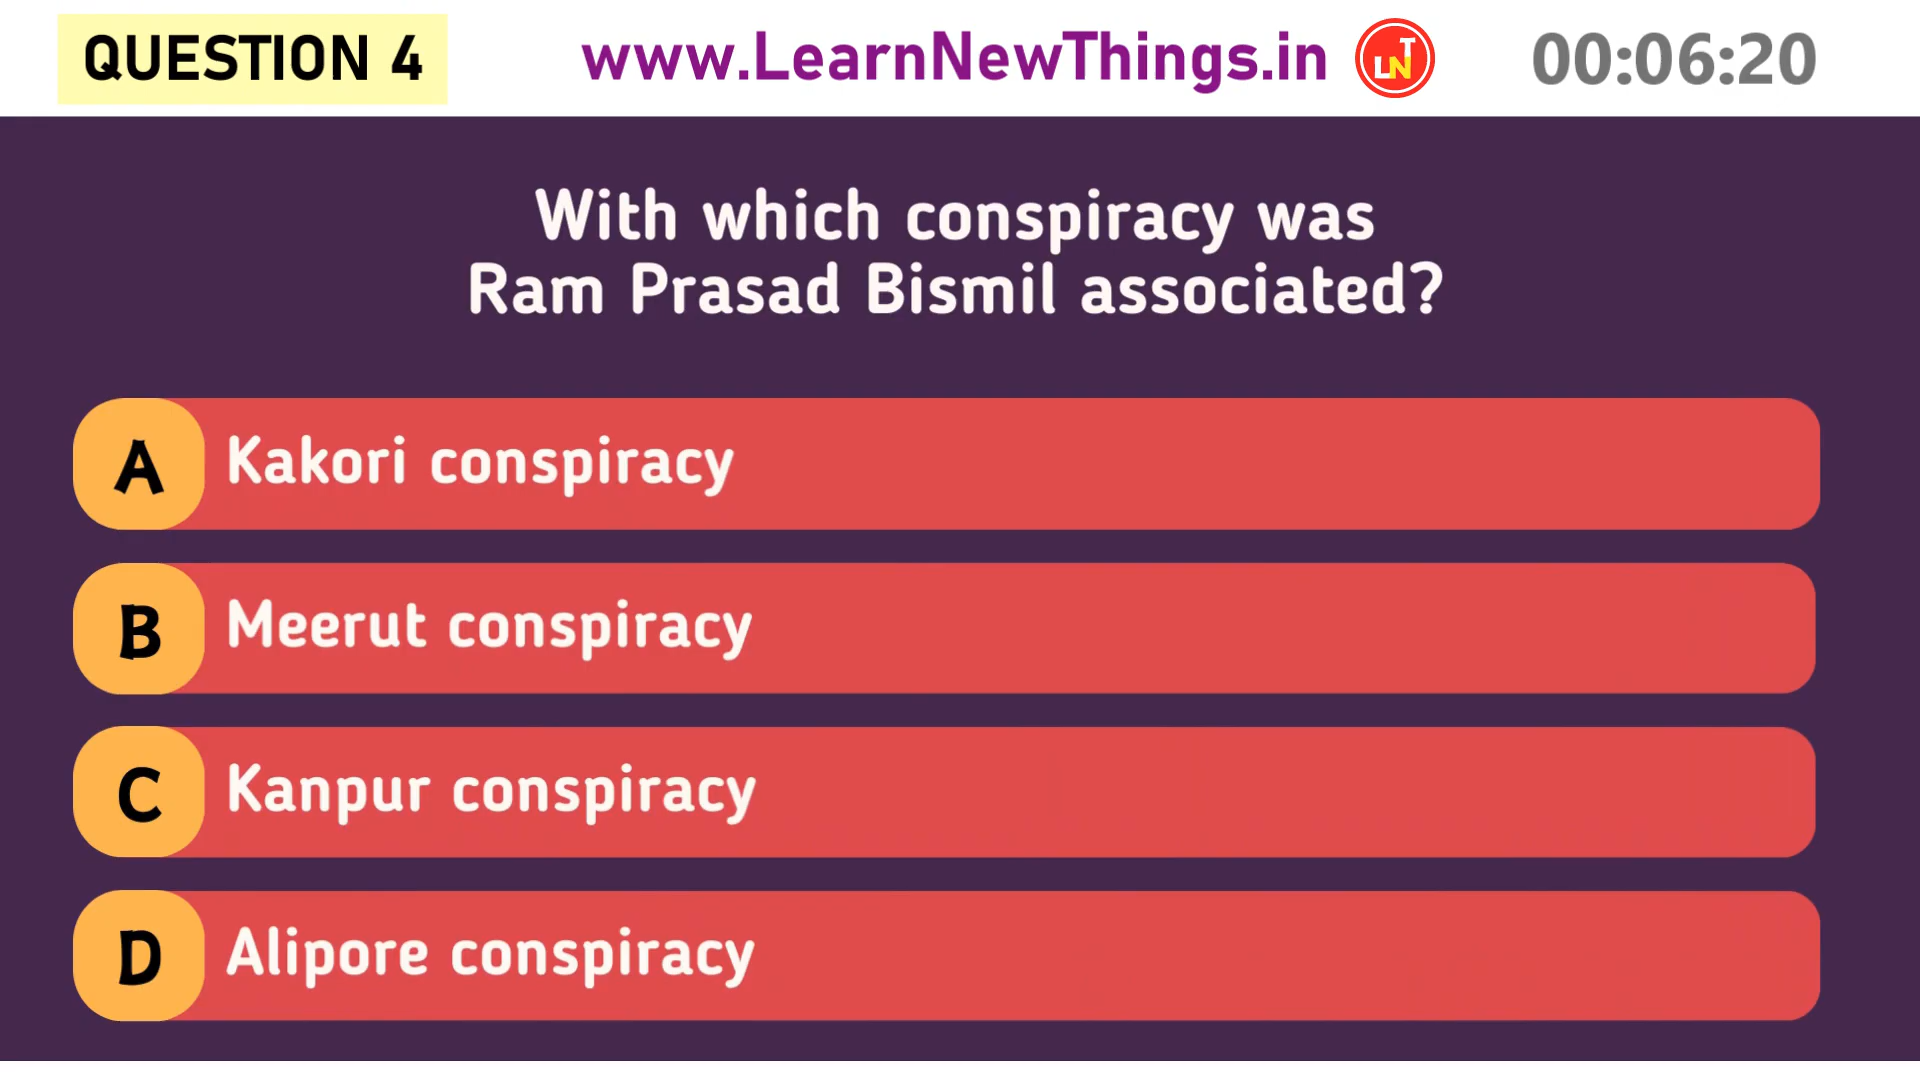 QUESTION 4
www.LearnNewThings.in
LNT
00:06:20
With which conspiracy was
Ram Prasad Bismil associated?
A Kakori conspiracy
B Meerut conspiracy
C Kanpur conspiracy
D Alipore conspiracy